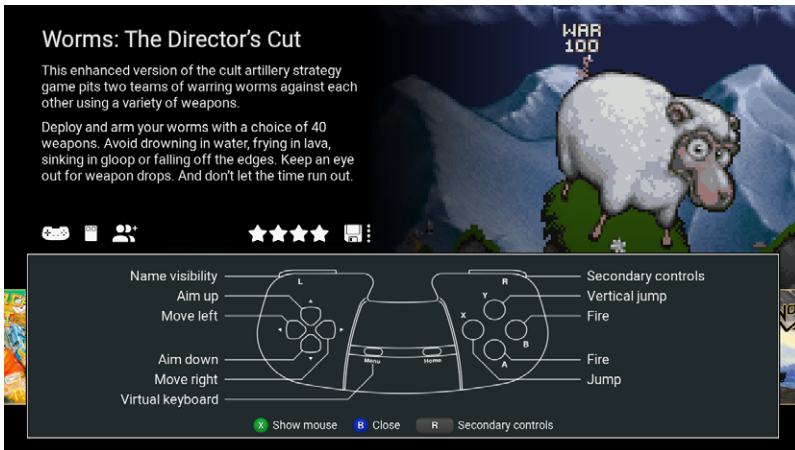 Worms: The Director's Cut
WAR
100
This enhanced version of the cult artillery strategy
game pits two teams of warring worms against each
other using a variety of weapons.
Deploy and arm your worms with a choice of 40
weapons. Avoid drowning in water, frying in lava,
sinking in gloop or falling off the edges. Keep an eye
out for weapon drops. And don't let the time run out.
Name visibility
L
R
Secondary controls
Aim up
Y
Vertical jump
Move left
X
Fire
B
Aim down
Menu
Home
A
Fire
Move right
Jump
Virtual keyboard
X Show mouse B Close R Secondary controls